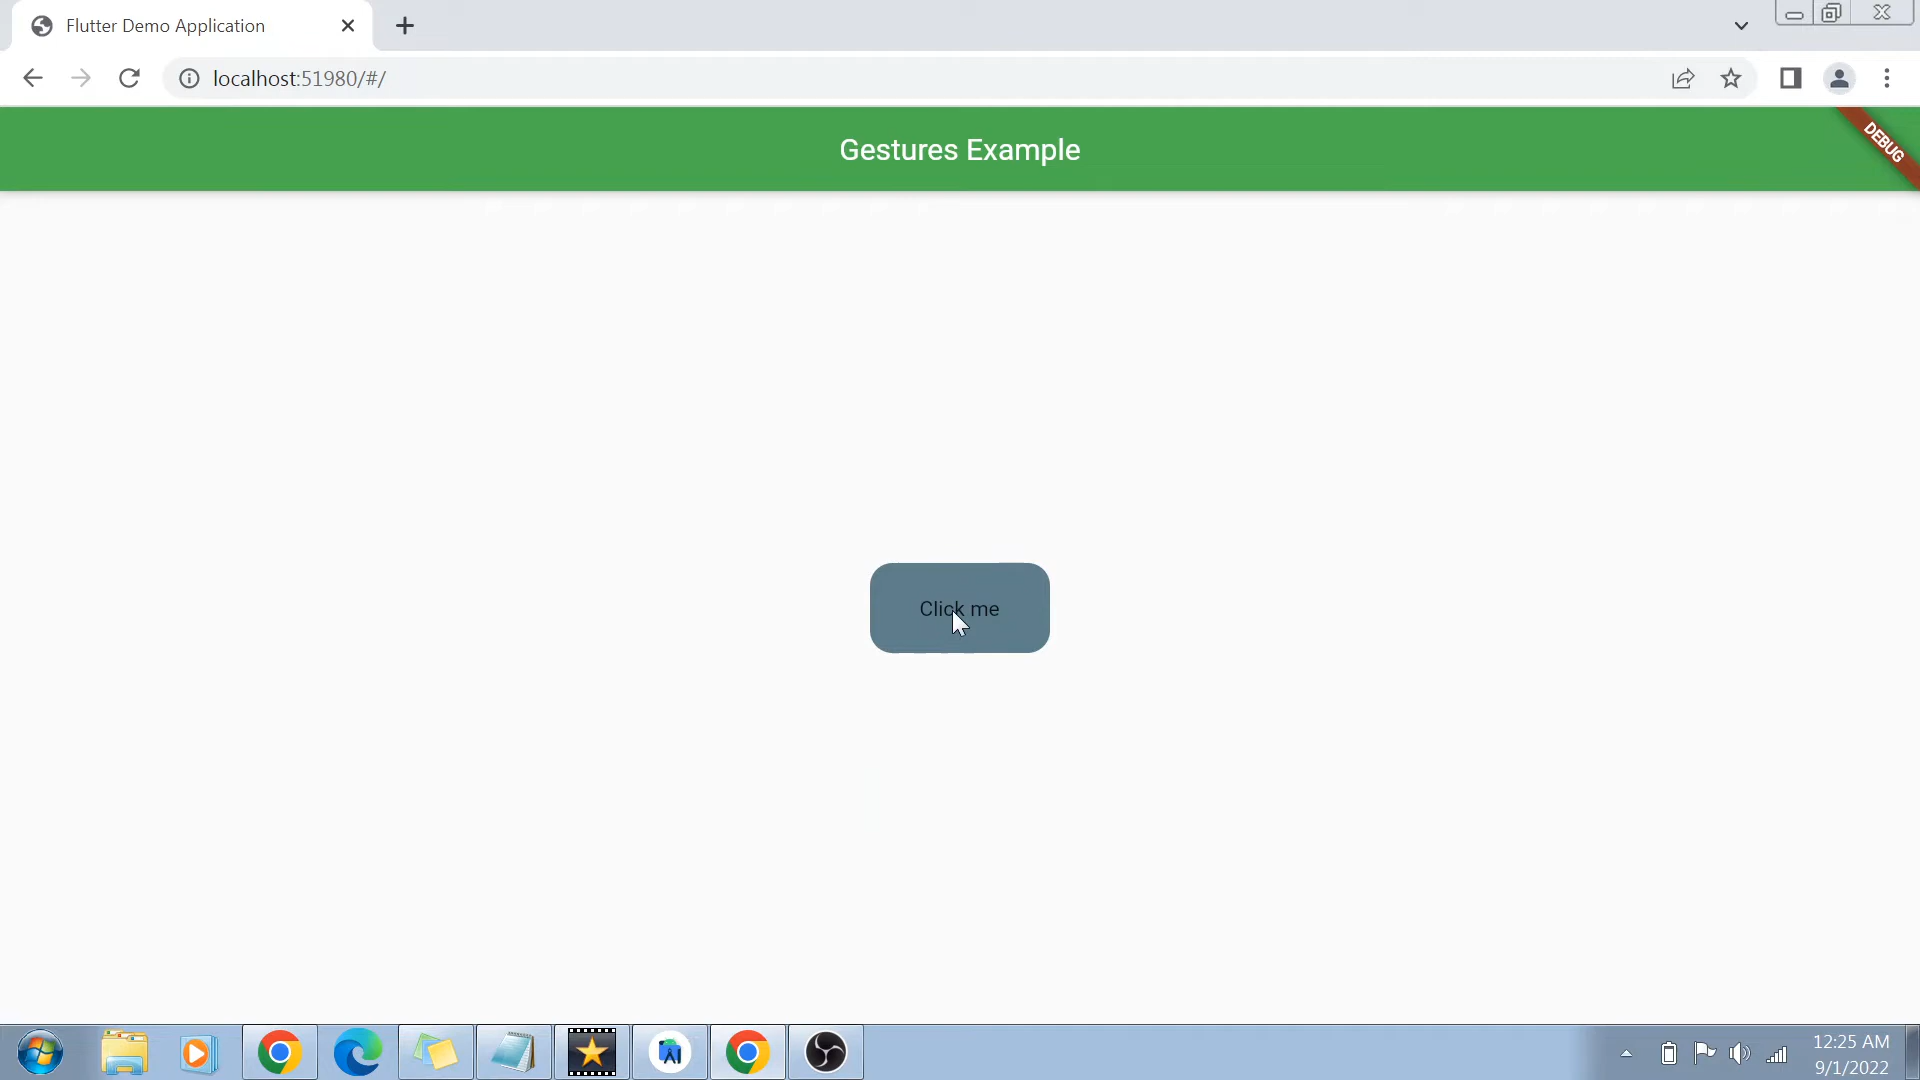 Flutter Demo Application
localhost:51980/#/
Gestures Example
DEBUG
Click me
12:25 AM
9/1/2022